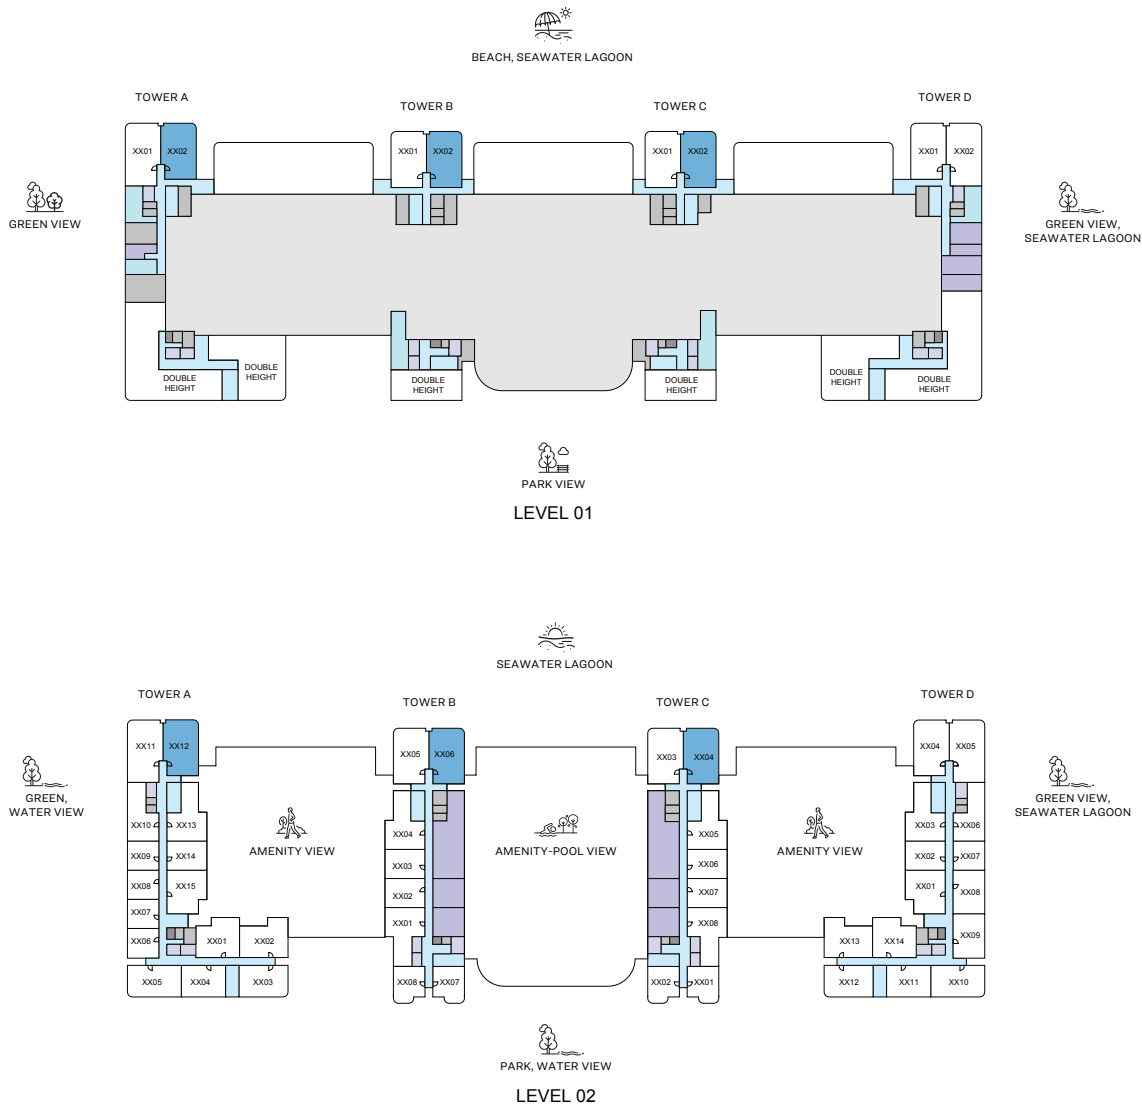 BEACH, SEAWATER LAGOON
TOWER A
TOWER B
TOWER C
TOWER D
XX01
XX02
XX01
XX02
XX01
XX02
XX01
XX02
GREEN VIEW
GREEN VIEW,
SEAWATER LAGOON
DOUBLE
HEIGHT
DOUBLE
HEIGHT
DOUBLE
HEIGHT
DOUBLE
HEIGHT
DOUBLE
HEIGHT
DOUBLE
HEIGHT
PARK VIEW
LEVEL 01
SEAWATER LAGOON
TOWER A
TOWER B
TOWER C
TOWER D
XX11
XX12
XX05
XX06
XX03
XX04
XX04
XX05
GREEN,
WATER VIEW
GREEN VIEW,
SEAWATER LAGOON
XX10
XX13
XX04
XX05
XX03
XX06
AMENITY VIEW
AMENITY-POOL VIEW
AMENITY VIEW
XX09
XX14
XX03
XX06
XX02
XX07
XX08
XX15
XX02
XX07
XX01
XX08
XX07
XX01
XX08
XX06
XX01
XX02
XX13
XX14
XX09
XX05
XX04
XX03
XX08
XX07
XX02
XX01
XX12
XX11
XX10
PARK, WATER VIEW
LEVEL 02